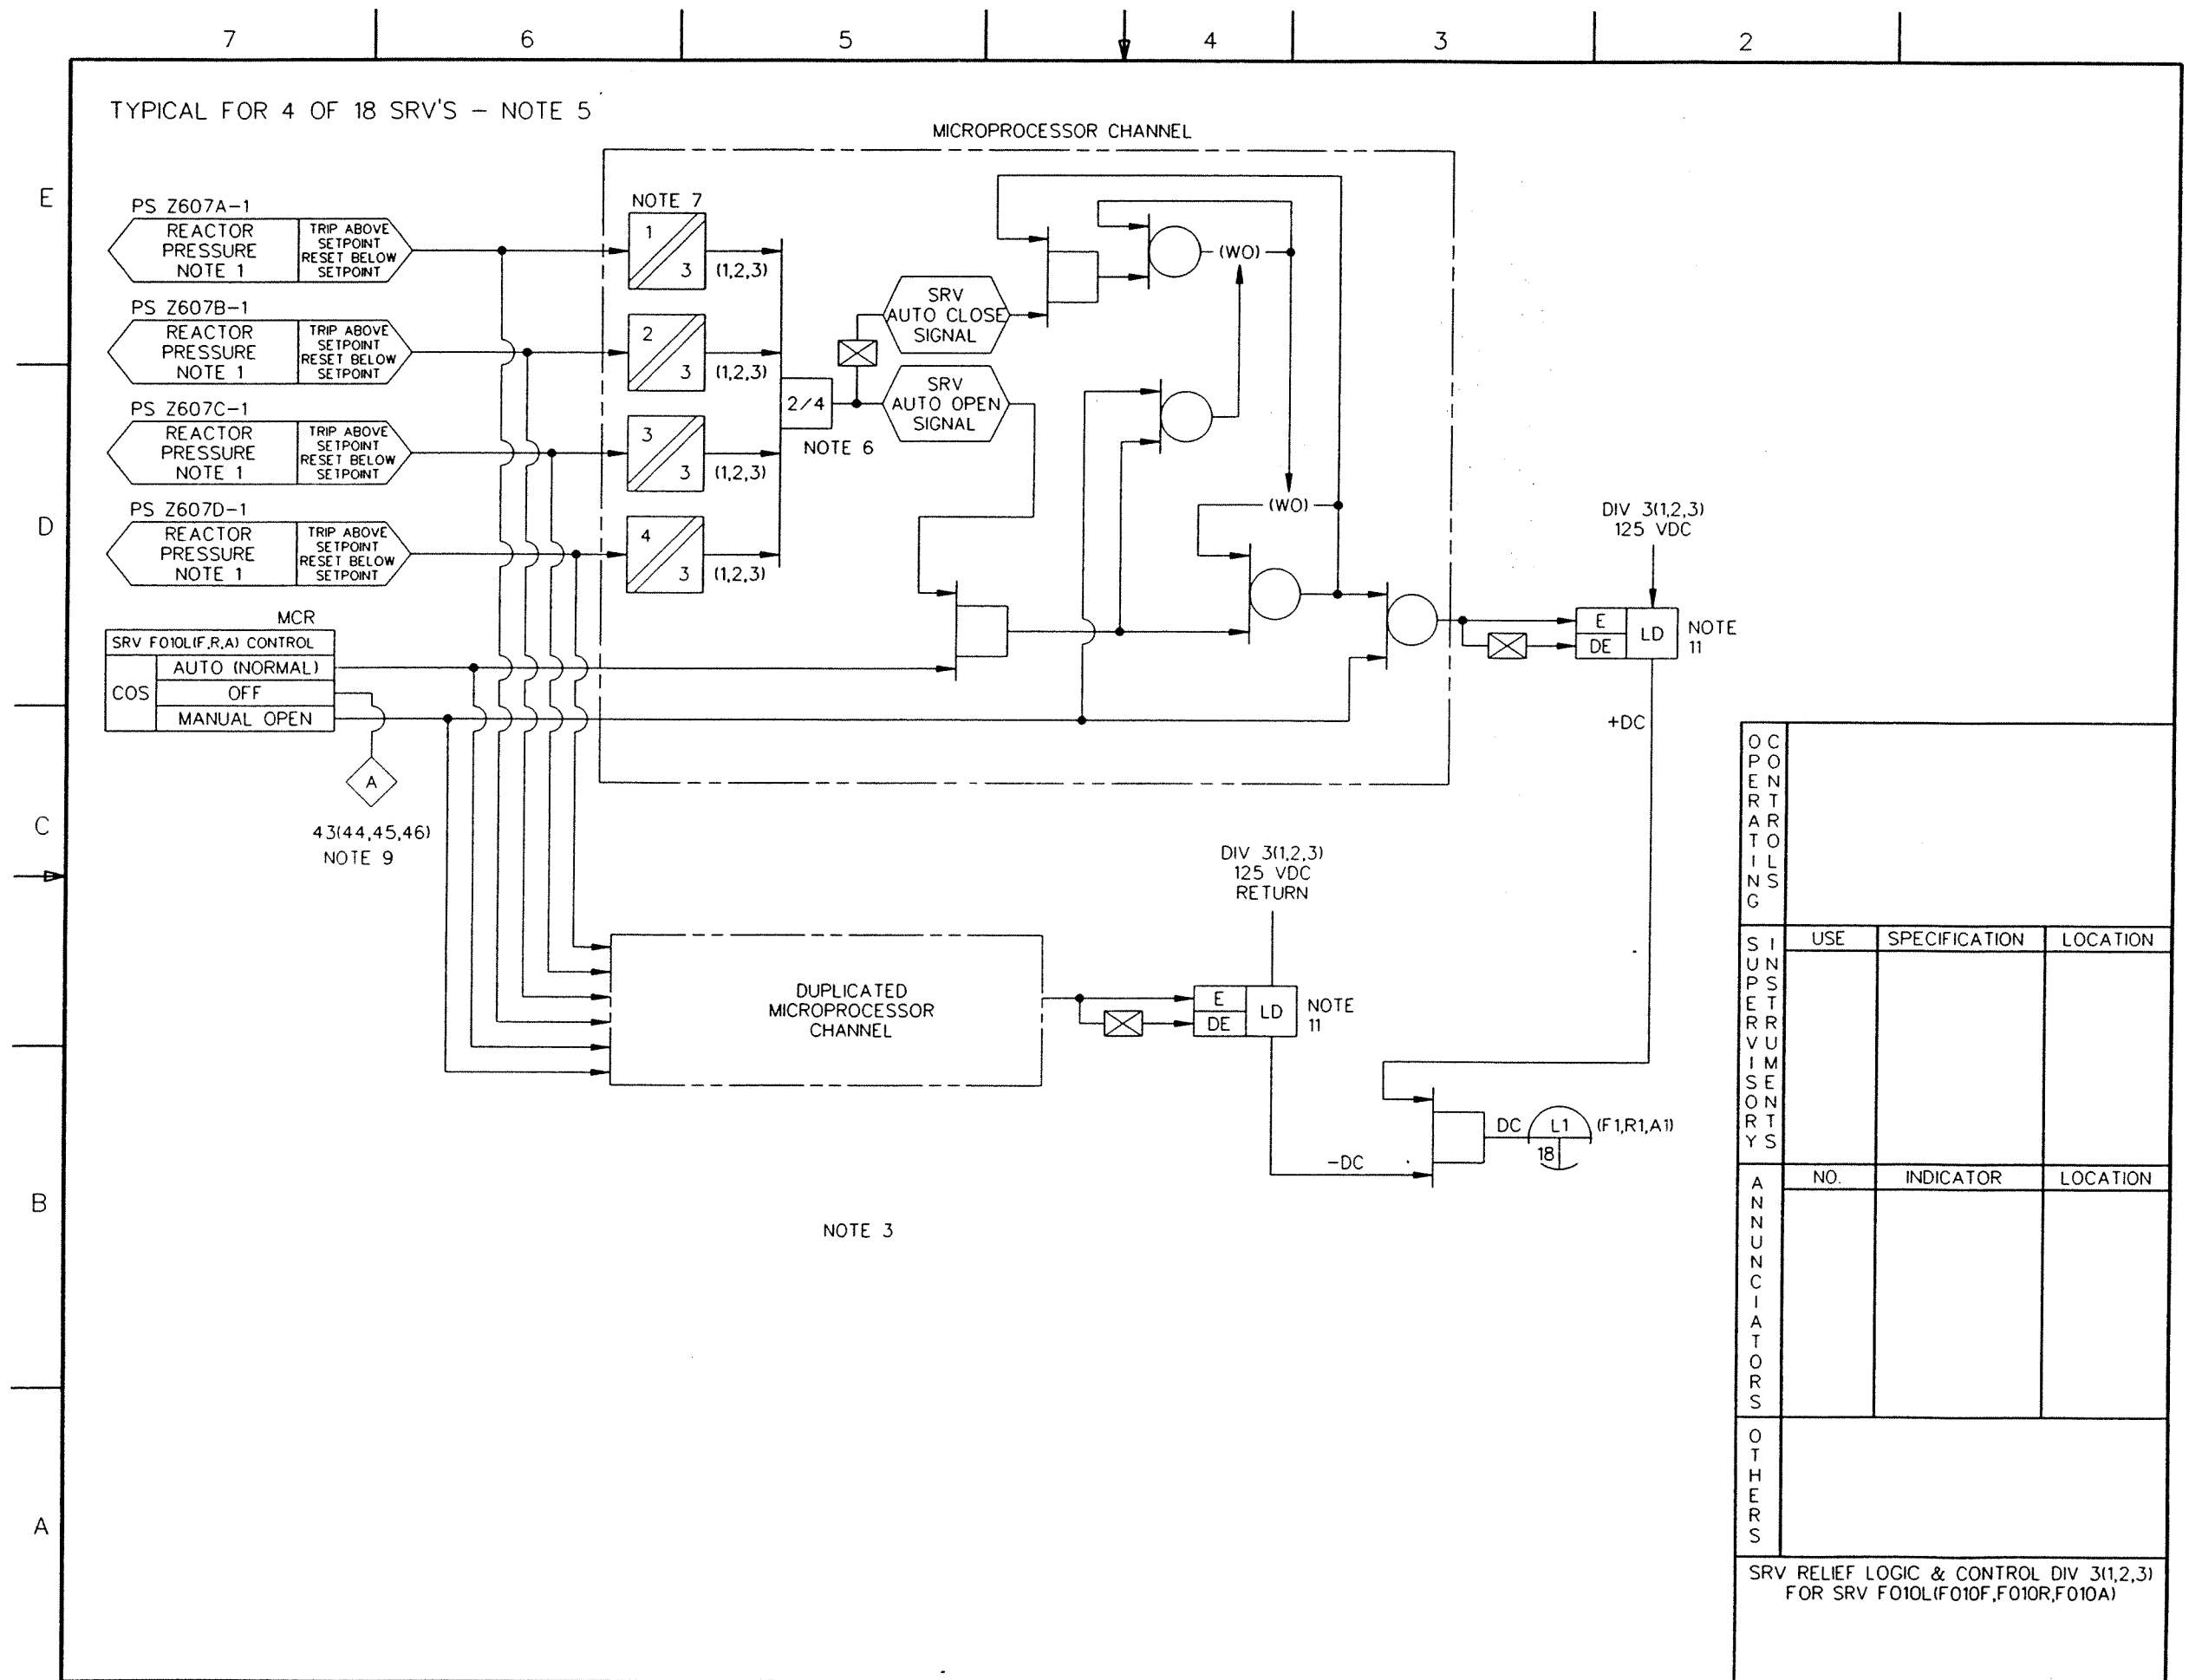 7
6
5
4
3
2
E
D
C
B
A
TYPICAL FOR 4 OF 18 SRV'S – NOTE 5
MICROPROCESSOR CHANNEL
PS Z607A-1
REACTOR
PRESSURE
NOTE 1
TRIP ABOVE
SETPOINT
RESET BELOW
SETPOINT
PS Z607B-1
REACTOR
PRESSURE
NOTE 1
TRIP ABOVE
SETPOINT
RESET BELOW
SETPOINT
PS Z607C-1
REACTOR
PRESSURE
NOTE 1
TRIP ABOVE
SETPOINT
RESET BELOW
SETPOINT
PS Z607D-1
REACTOR
PRESSURE
NOTE 1
TRIP ABOVE
SETPOINT
RESET BELOW
SETPOINT
NOTE 7
1
3
(1,2,3)
2
3
(1,2,3)
3
3
(1,2,3)
4
3
(1,2,3)
2/4
NOTE 6
SRV
AUTO CLOSE
SIGNAL
SRV
AUTO OPEN
SIGNAL
(WO)
(WO)
MCR
SRV F010L(F,R,A) CONTROL
COS
AUTO (NORMAL)
OFF
MANUAL OPEN
A
43(44,45,46)
NOTE 9
DIV 3(1,2,3)
125 VDC
E
DE
LD
NOTE
11
+DC
DIV 3(1,2,3)
125 VDC
RETURN
DUPLICATED
MICROPROCESSOR
CHANNEL
E
DE
LD
NOTE
11
-DC
DC
L1
18
(F1,R1,A1)
NOTE 3
OPERATING
CONTROLS
SUPERVISORY
INSTRUMENTS
USE
SPECIFICATION
LOCATION
ANNUNCIATORS
NO.
INDICATOR
LOCATION
OTHERS
SRV RELIEF LOGIC & CONTROL DIV 3(1,2,3)
FOR SRV F010L(F010F,F010R,F010A)